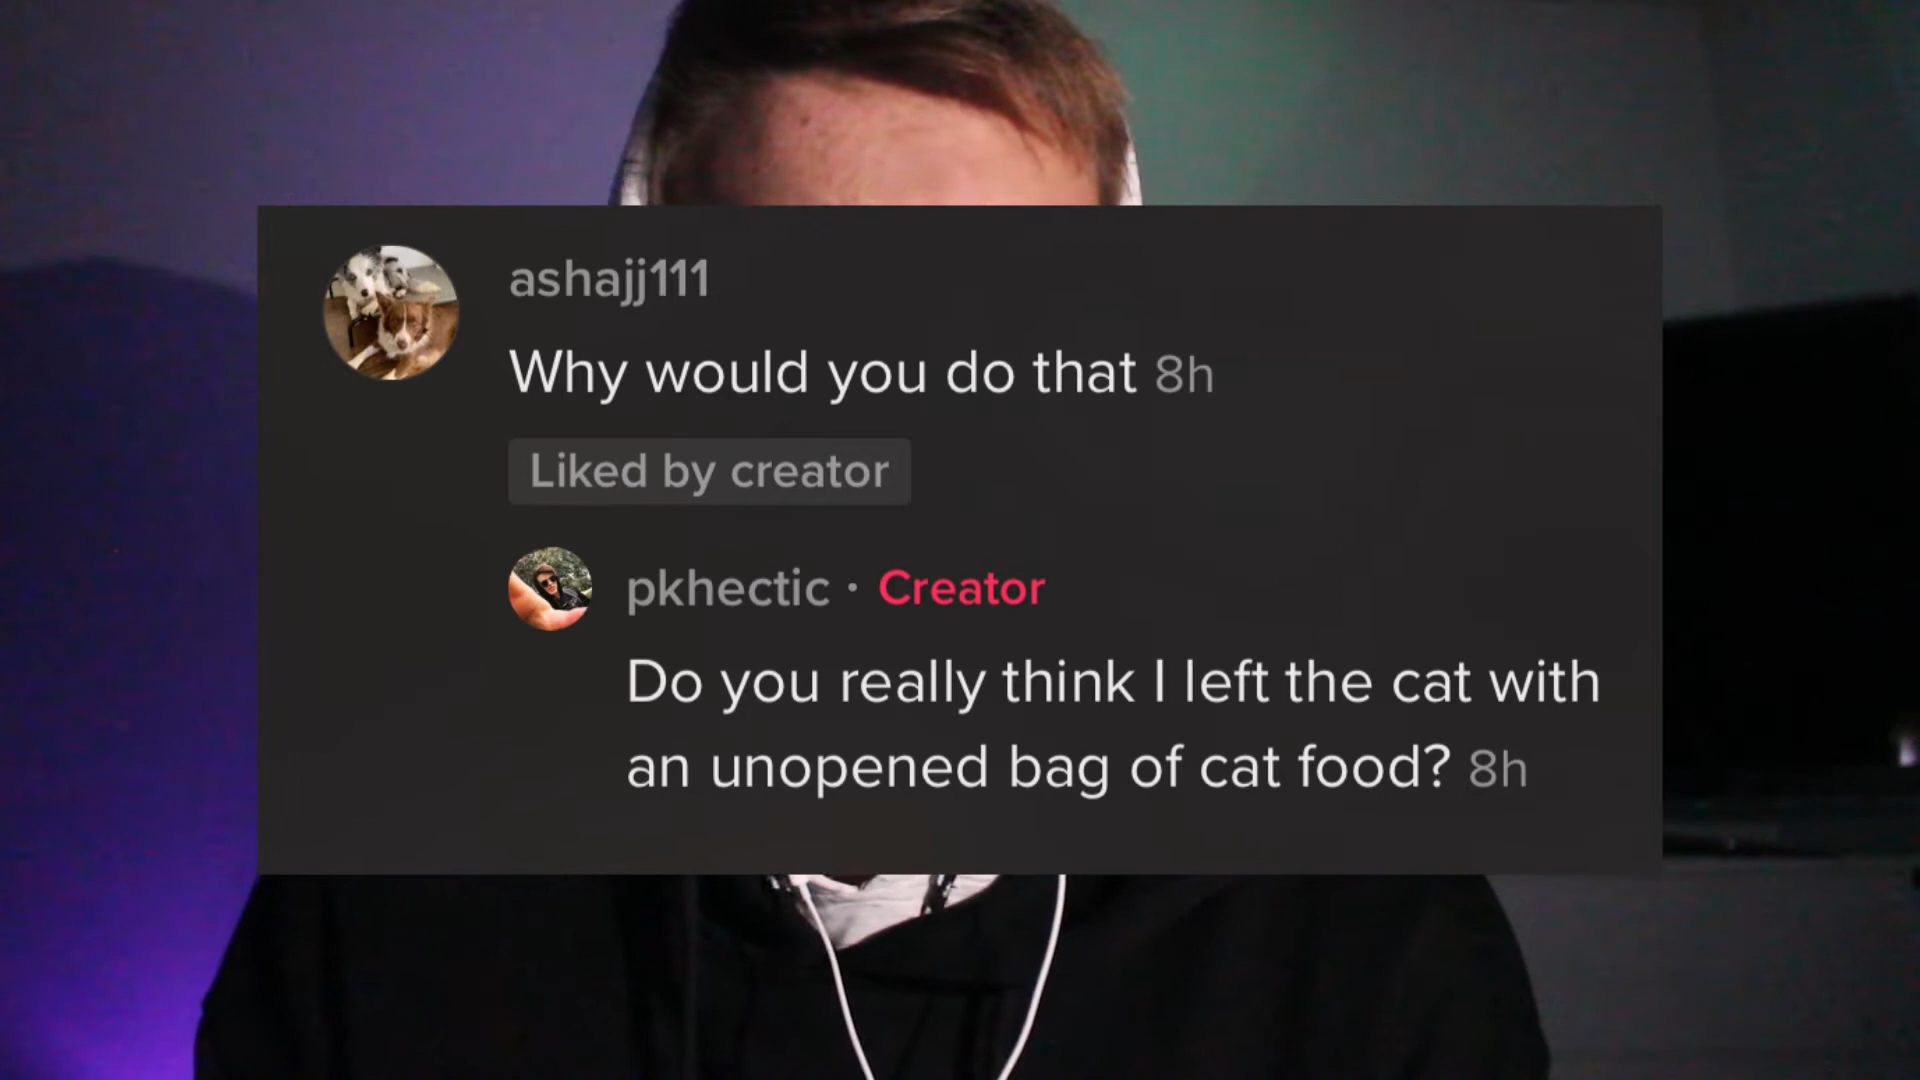 ashajj111
Why would you do that 8h
Liked by creator
pkhectic · Creator
Do you really think I left the cat with
an unopened bag of cat food? 8h